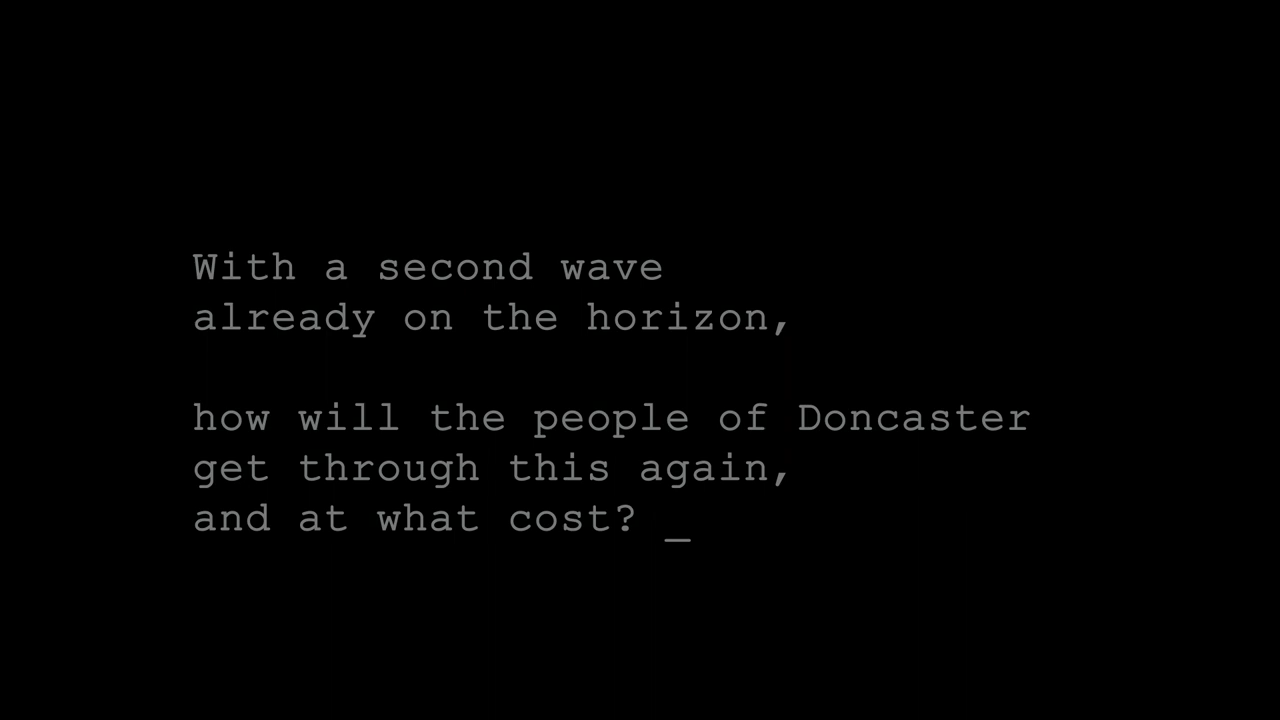 With a second wave
already on the horizon,
how will the people of Doncaster
get through this again,
and at what cost? _